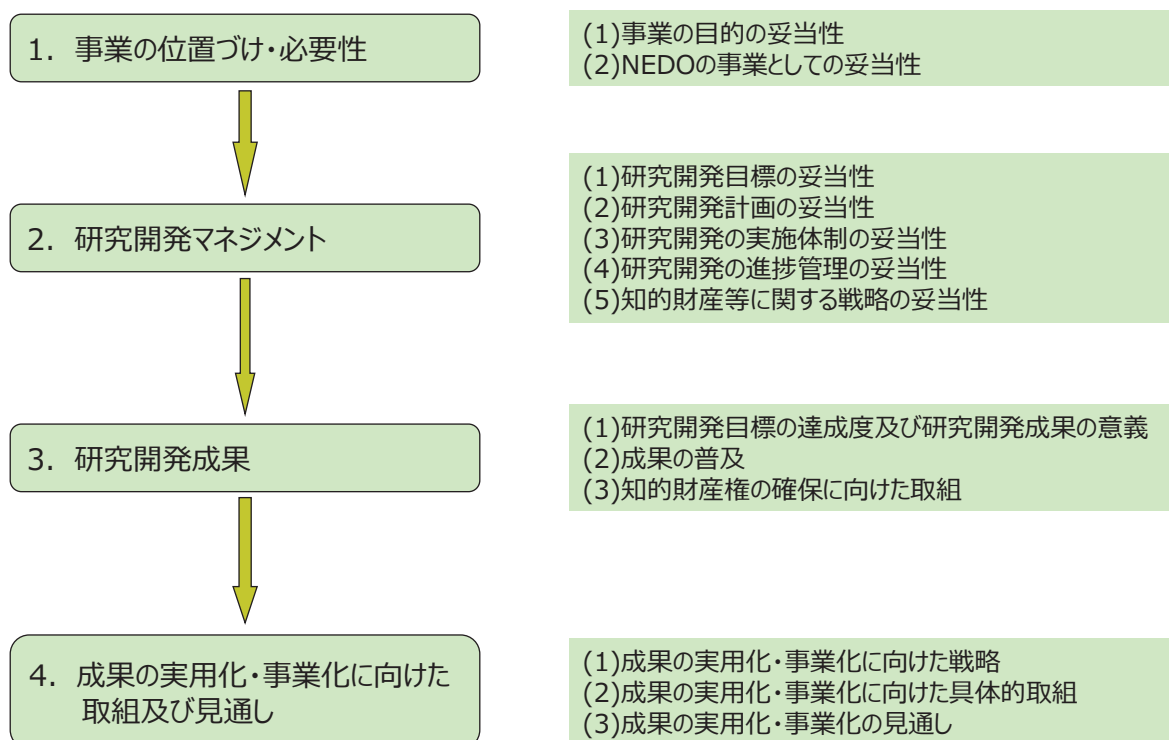 1. 事業の位置づけ・必要性
(1)事業の目的の妥当性
(2)NEDOの事業としての妥当性
2. 研究開発マネジメント
(1)研究開発目標の妥当性
(2)研究開発計画の妥当性
(3)研究開発の実施体制の妥当性
(4)研究開発の進捗管理の妥当性
(5)知的財産等に関する戦略の妥当性
3. 研究開発成果
(1)研究開発目標の達成度及び研究開発成果の意義
(2)成果の普及
(3)知的財産権の確保に向けた取組
4. 成果の実用化・事業化に向けた
取組及び見通し
(1)成果の実用化・事業化に向けた戦略
(2)成果の実用化・事業化に向けた具体的取組
(3)成果の実用化・事業化の見通し